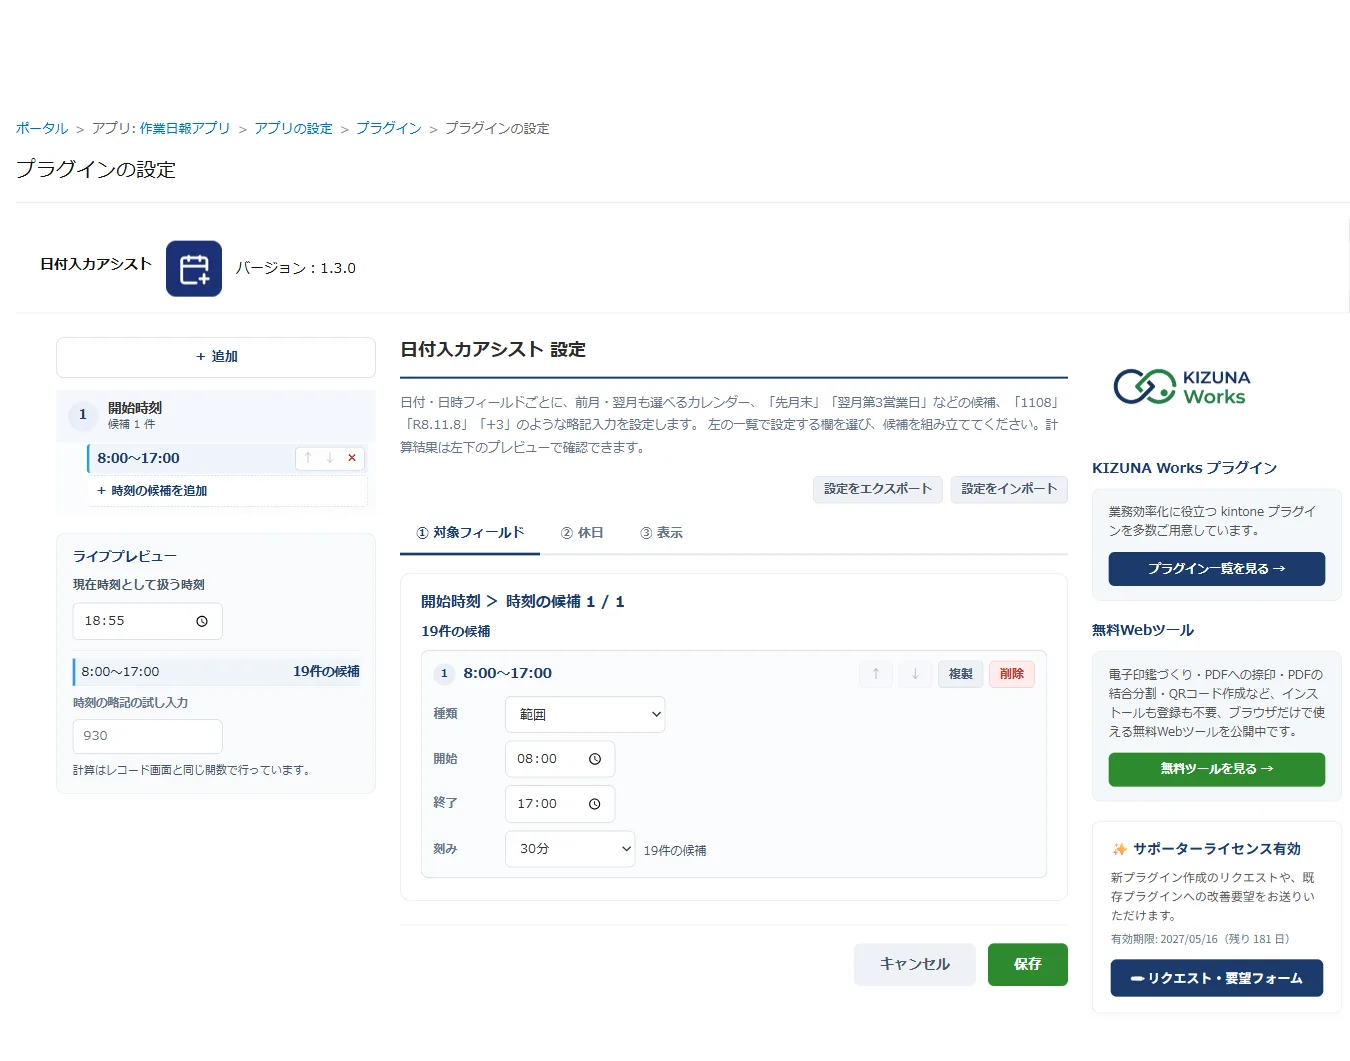 ポータル > アプリ: 作業日報アプリ > アプリの設定 > プラグイン > プラグインの設定
プラグインの設定
日付入力アシスト
バージョン：1.3.0
+ 追加
1
開始時刻
候補 1 件
8:00〜17:00
↑ ↓ ×
+ 時刻の候補を追加
ライブプレビュー
現在時刻として扱う時刻
18:55
8:00〜17:00 19件の候補
時刻の略記の試し入力
930
計算はレコード画面と同じ関数で行っています。
日付入力アシスト 設定
日付・日時フィールドごとに、前月・翌月も選べるカレンダー、「先月末」「翌月第3営業日」などの候補、「1108」
「R8.11.8」「+3」のような略記入力を設定します。 左の一覧で設定する欄を選び、候補を組み立ててください。計
算結果は左下のプレビューで確認できます。
設定をエクスポート 設定をインポート
① 対象フィールド ② 休日 ③ 表示
開始時刻 ＞ 時刻の候補 1 / 1
19件の候補
1 8:00〜17:00 ↑ ↓ 複製 削除
種類 範囲
開始 08:00
終了 17:00
刻み 30分 19件の候補
キャンセル 保存
KIZUNA
Works
KIZUNA Works プラグイン
業務効率化に役立つ kintone プラグイ
ンを多数ご用意しています。
プラグイン一覧を見る →
無料Webツール
電子印鑑づくり・PDFへの捺印・PDFの
結合分割・QRコード作成など、インス
トールも登録も不要、ブラウザだけで使
える無料Webツールを公開中です。
無料ツールを見る →
✨ サポーターライセンス有効
新プラグイン作成のリクエストや、既
存プラグインへの改善要望をお送りい
ただけます。
有効期限: 2027/05/16（残り 181 日）
リクエスト・要望フォーム